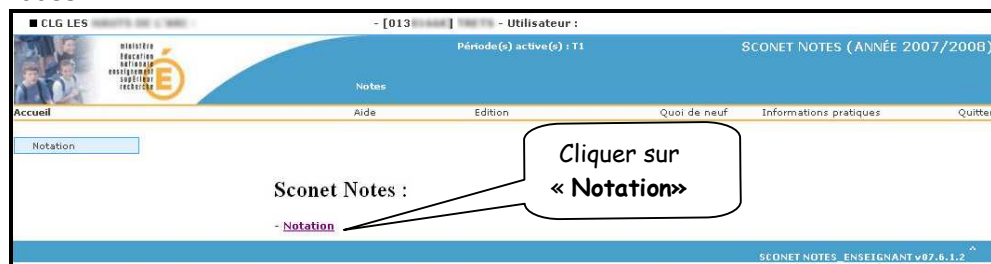 CLG LES - [013 ] - Utilisateur :
ministère
éducation
nationale
enseignement
supérieur
recherche
Période(s) active(s) : T1
SCONET NOTES (ANNÉE 2007/2008)
Notes
Accueil Aide Edition Quoi de neuf Informations pratiques Quitter
Notation
Cliquer sur
« Notation»
Sconet Notes :
- Notation
SCONET NOTES_ENSEIGNANT v07.6.1.2